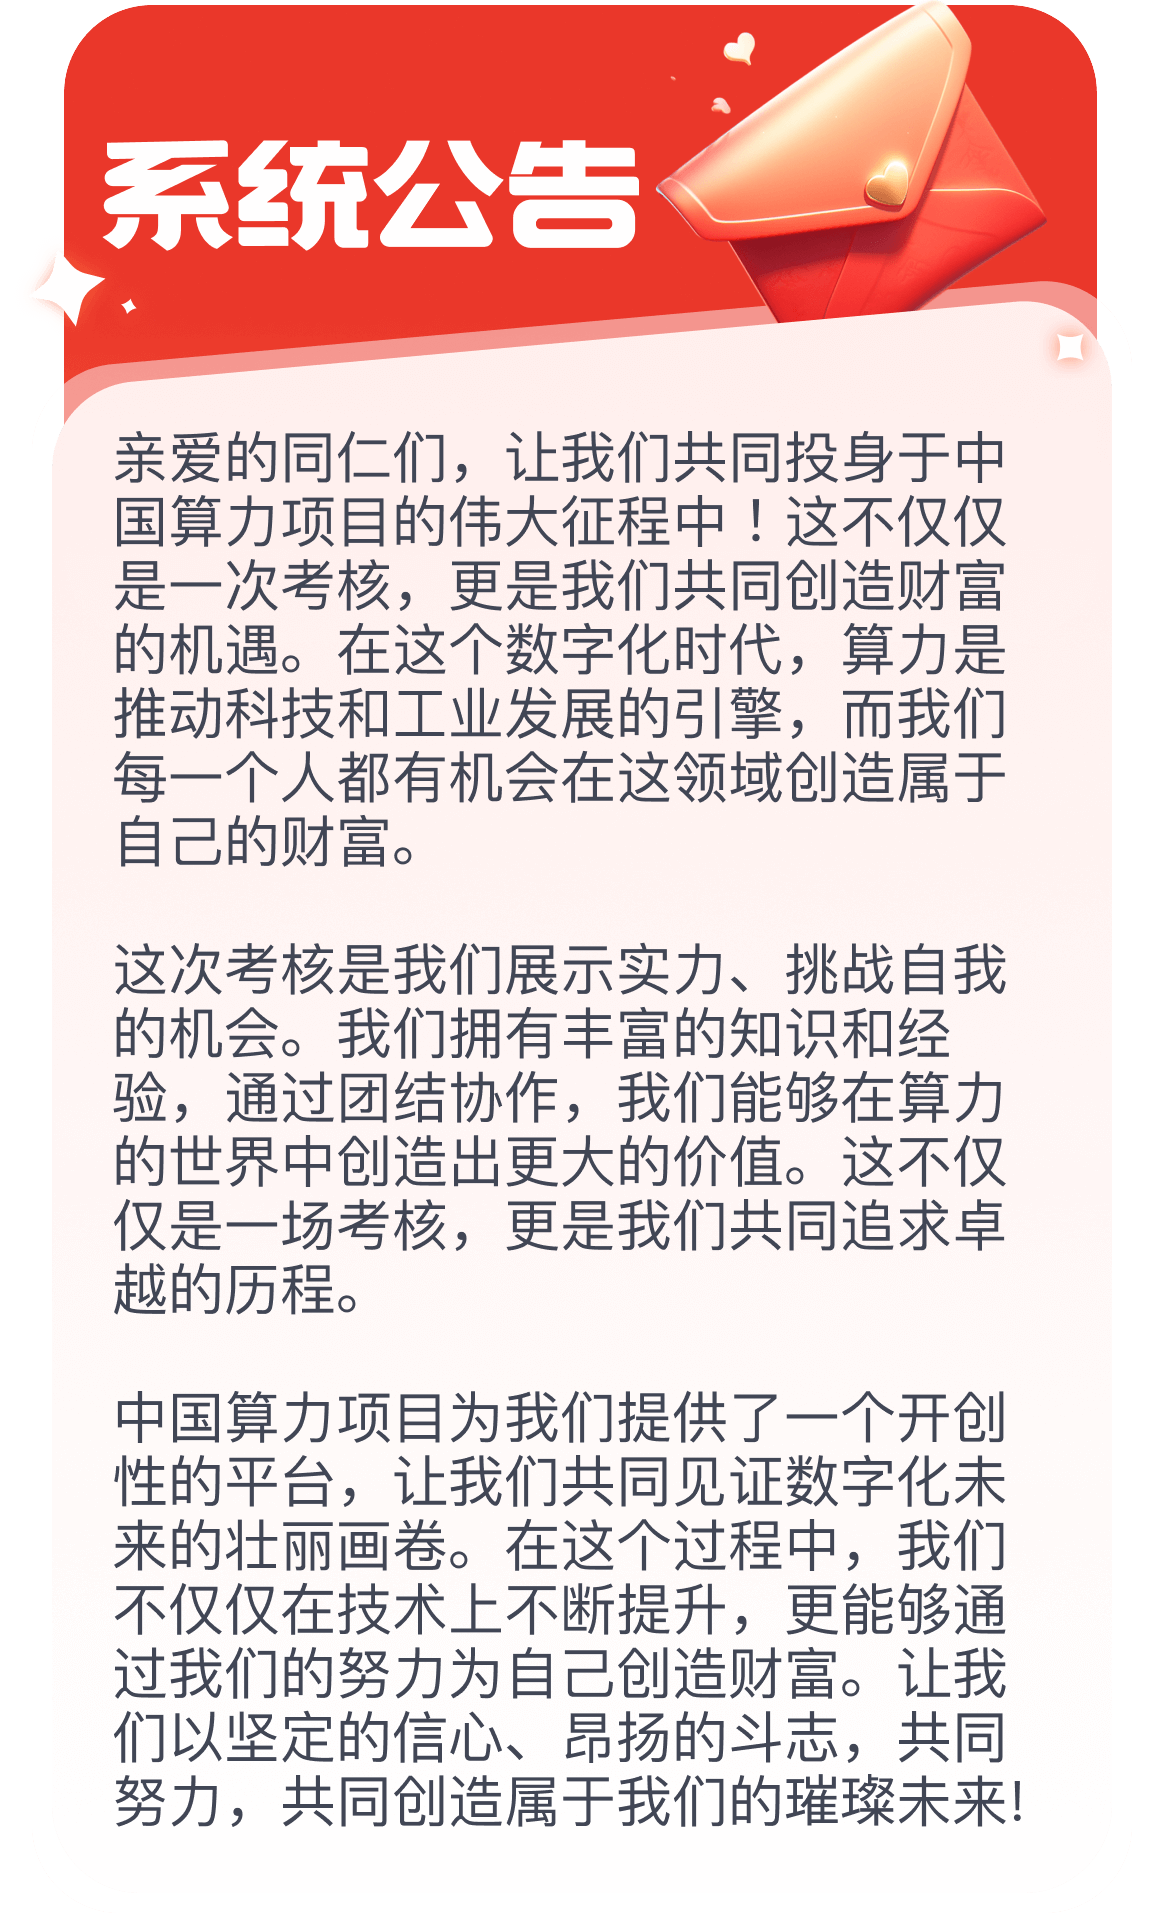 系统公告
亲爱的同仁们，让我们共同投身于中
国算力项目的伟大征程中！这不仅仅
是一次考核，更是我们共同创造财富
的机遇。在这个数字化时代，算力是
推动科技和工业发展的引擎，而我们
每一个人都有机会在这领域创造属于
自己的财富。
这次考核是我们展示实力、挑战自我
的机会。我们拥有丰富的知识和经
验，通过团结协作，我们能够在算力
的世界中创造出更大的价值。这不仅
仅是一场考核，更是我们共同追求卓
越的历程。
中国算力项目为我们提供了一个开创
性的平台，让我们共同见证数字化未
来的壮丽画卷。在这个过程中，我们
不仅仅在技术上不断提升，更能够通
过我们的努力为自己创造财富。让我
们以坚定的信心、昂扬的斗志，共同
努力，共同创造属于我们的璀璨未来!